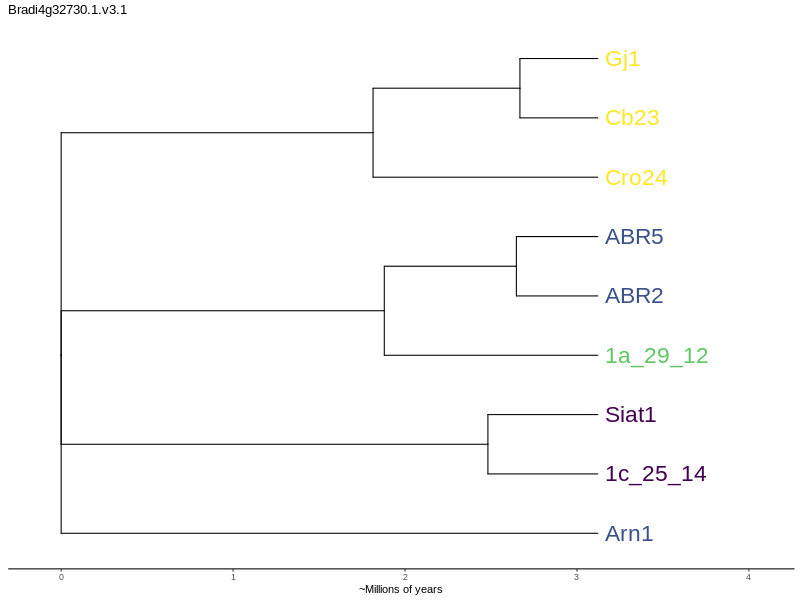 Bradi4g32730.1.v3.1
Gj1
Cb23
Cro24
ABR5
ABR2
1a_29_12
Siat1
1c_25_14
Arn1
0 1 2 3 4
~Millions of years